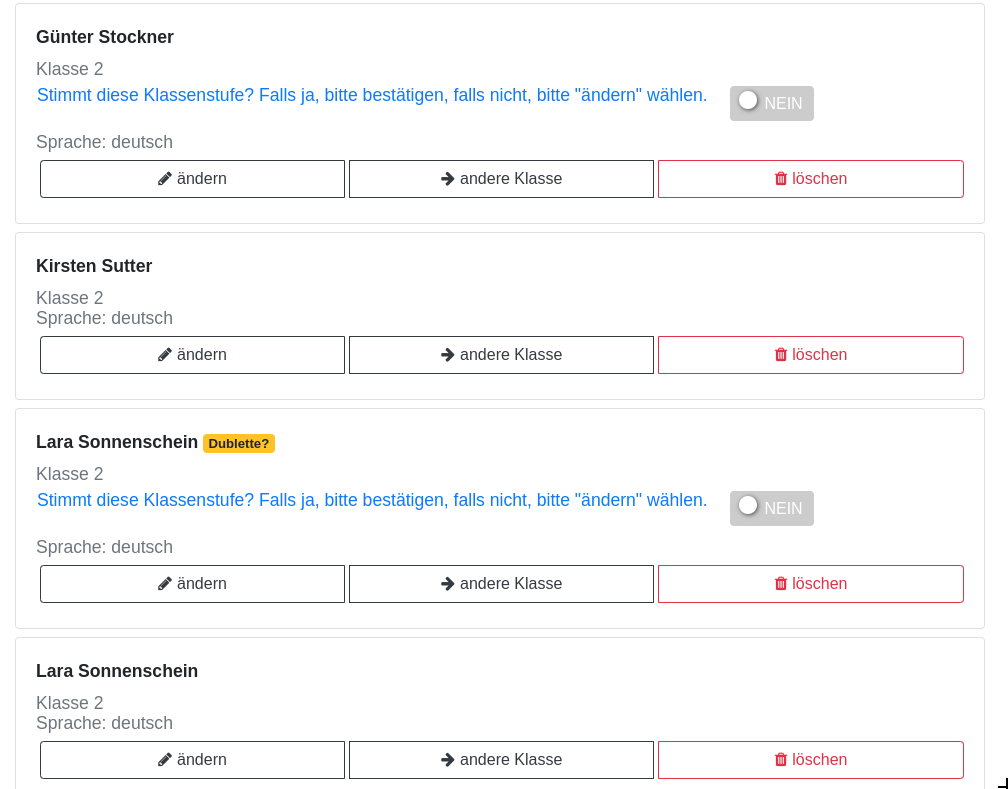 Günter Stockner
Klasse 2
Stimmt diese Klassenstufe? Falls ja, bitte bestätigen, falls nicht, bitte "ändern" wählen.
NEIN
Sprache: deutsch
ändern
andere Klasse
löschen
Kirsten Sutter
Klasse 2
Sprache: deutsch
ändern
andere Klasse
löschen
Lara Sonnenschein Dublette?
Klasse 2
Stimmt diese Klassenstufe? Falls ja, bitte bestätigen, falls nicht, bitte "ändern" wählen.
NEIN
Sprache: deutsch
ändern
andere Klasse
löschen
Lara Sonnenschein
Klasse 2
Sprache: deutsch
ändern
andere Klasse
löschen